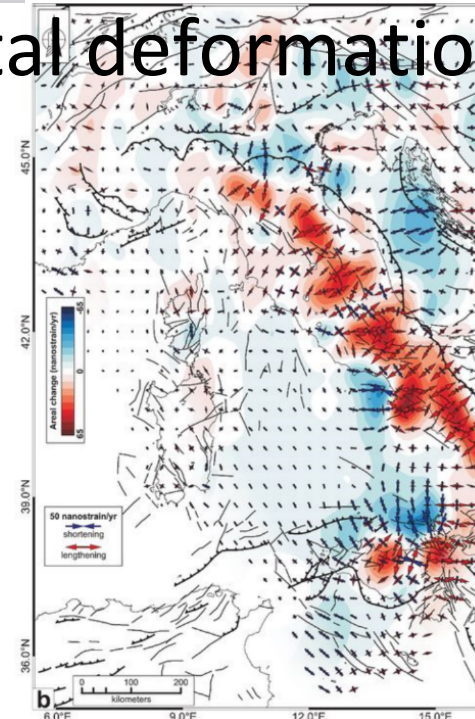 tal deformatio
45.0°N
42.0°N
39.0°N
36.0°N
Areal change (nanostrain/yr)
-65
0
65
50 nanostrain/yr
shortening
lengthening
b
0 100 200
kilometers
6.0°E 9.0°E 12.0°E 15.0°E